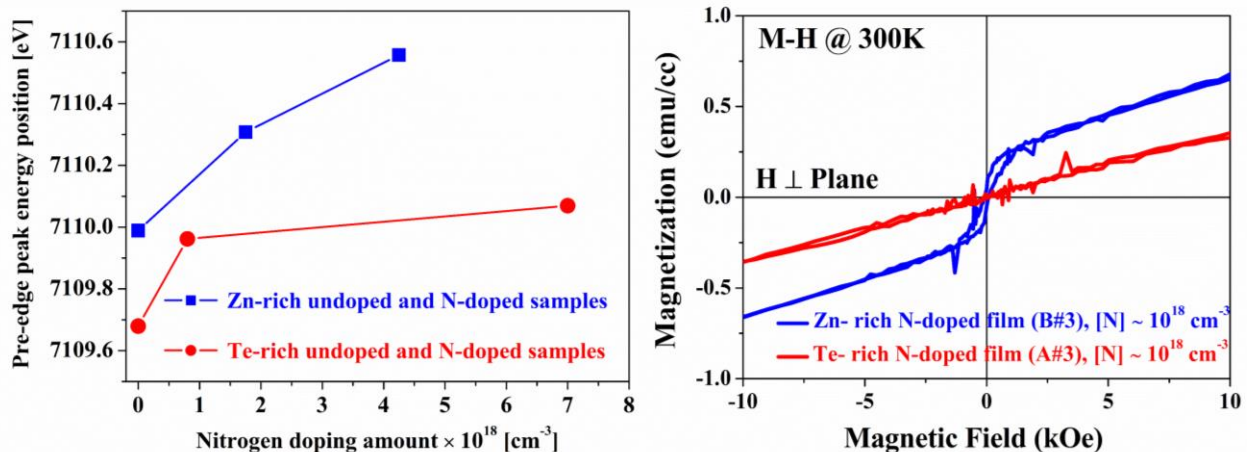 Pre-edge peak energy position [eV]
7110.6
7110.4
7110.2
7110.0
7109.8
7109.6
Zn-rich undoped and N-doped samples
Te-rich undoped and N-doped samples
0 1 2 3 4 5 6 7 8
Nitrogen doping amount × 10¹⁸ [cm⁻³]
Magnetization (emu/cc)
1.0
0.5
0.0
-0.5
-1.0
M-H @ 300K
H ⊥ Plane
Zn- rich N-doped film (B#3), [N] ~ 10¹⁸ cm⁻³
Te- rich N-doped film (A#3), [N] ~ 10¹⁸ cm⁻³
-10 -5 0 5 10
Magnetic Field (kOe)